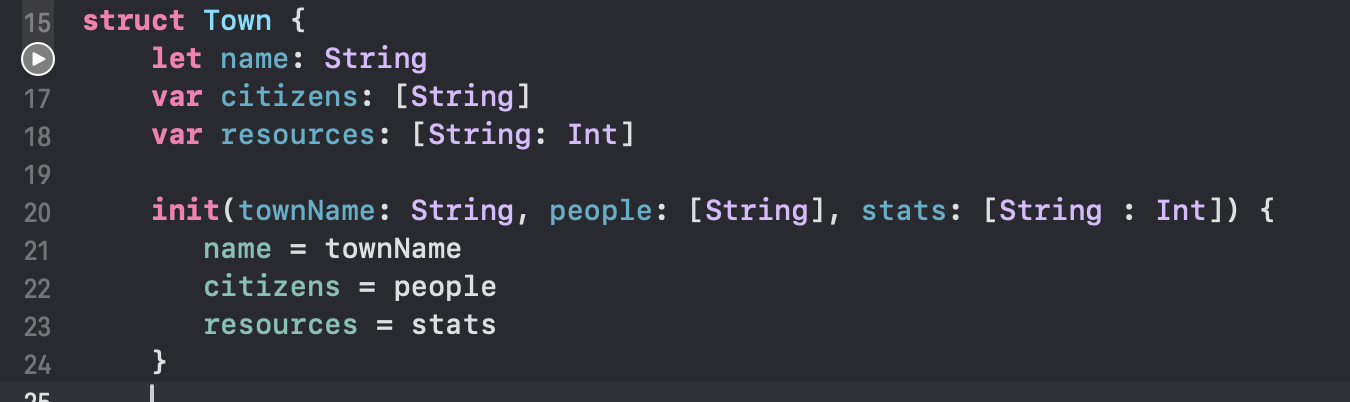 15 struct Town {
let name: String
17 var citizens: [String]
18 var resources: [String: Int]
19
20 init(townName: String, people: [String], stats: [String : Int]) {
21 name = townName
22 citizens = people
23 resources = stats
24 }
25